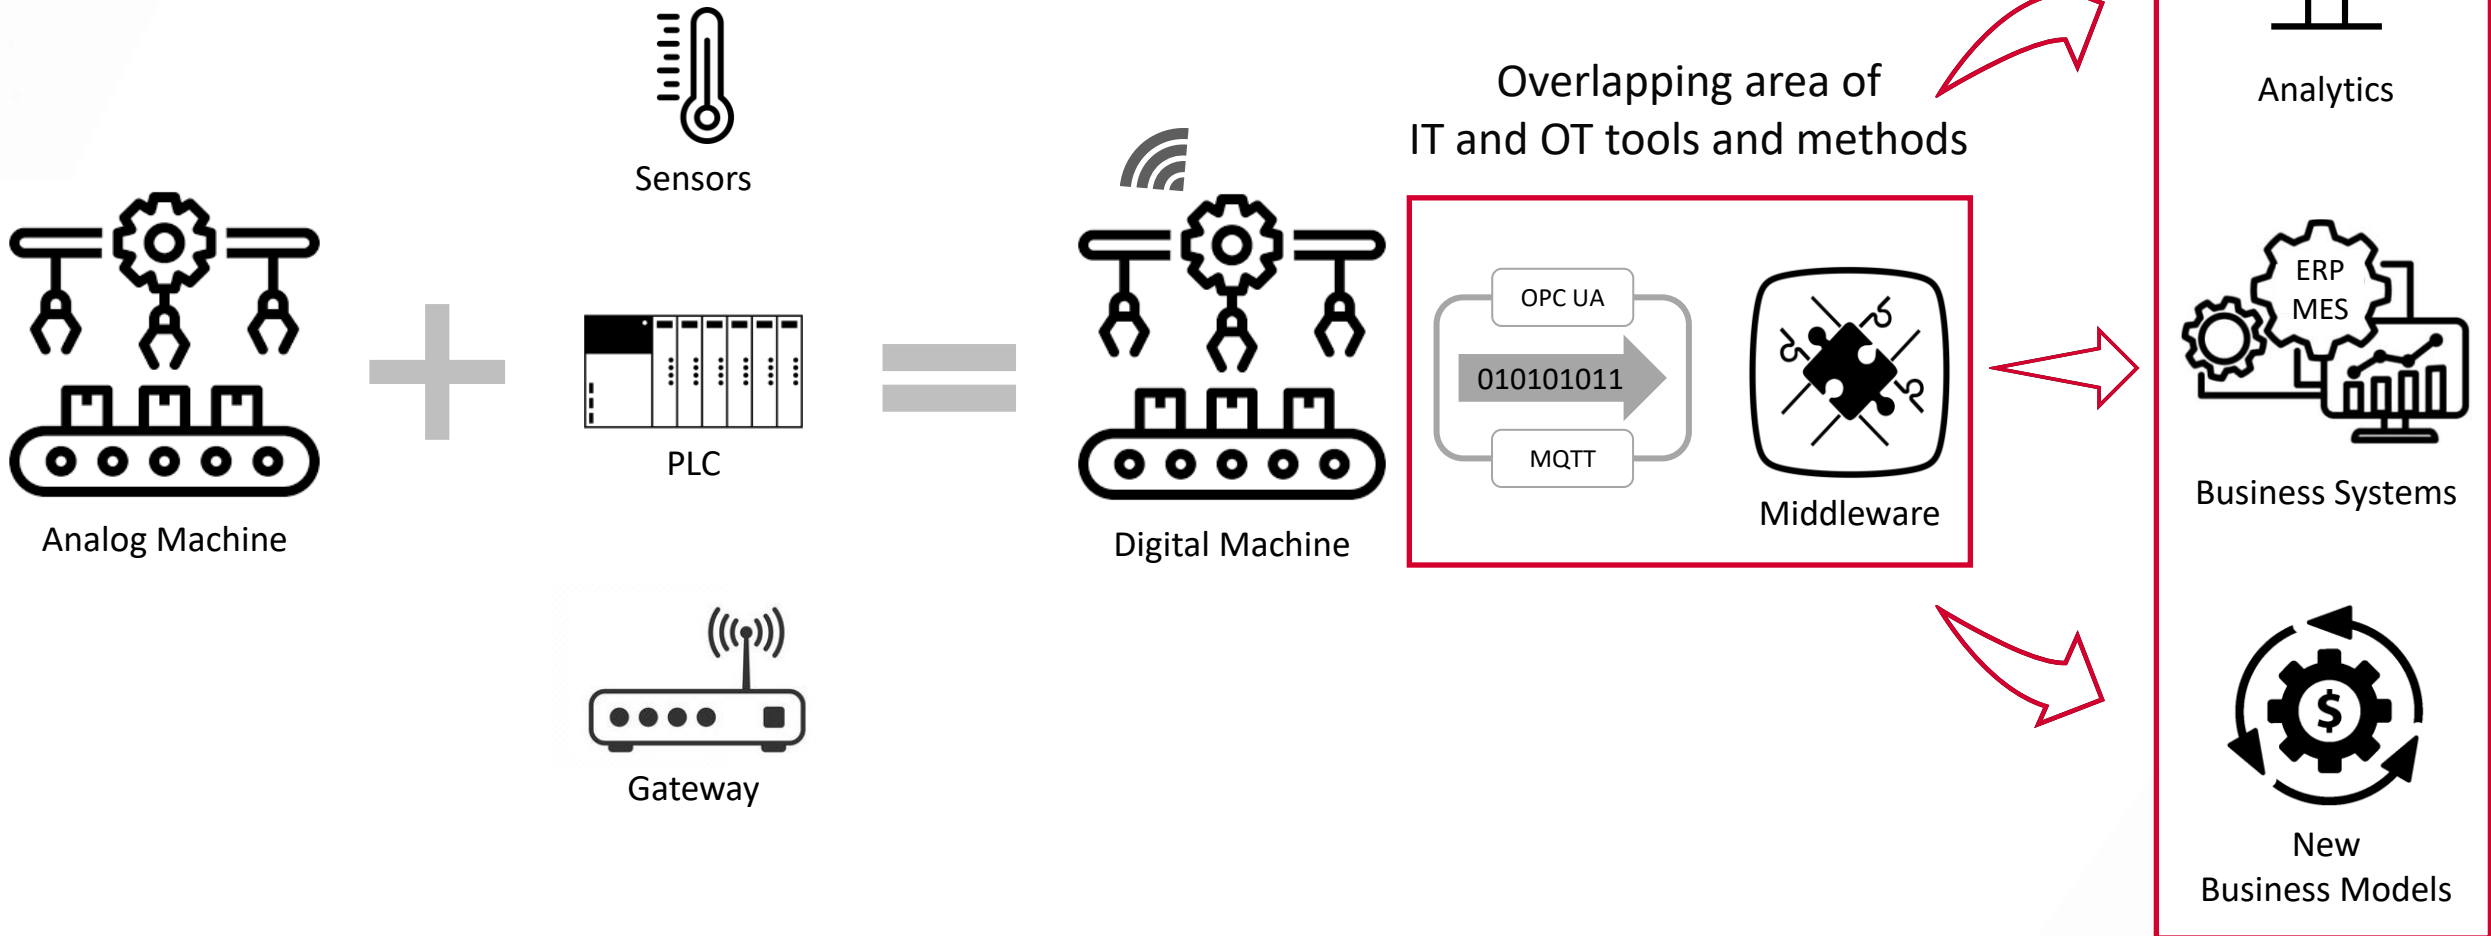 Sensors
Analog Machine
PLC
Gateway
Digital Machine
Overlapping area of
IT and OT tools and methods
OPC UA
010101011
MQTT
Middleware
Analytics
ERP
MES
Business Systems
$
New
Business Models